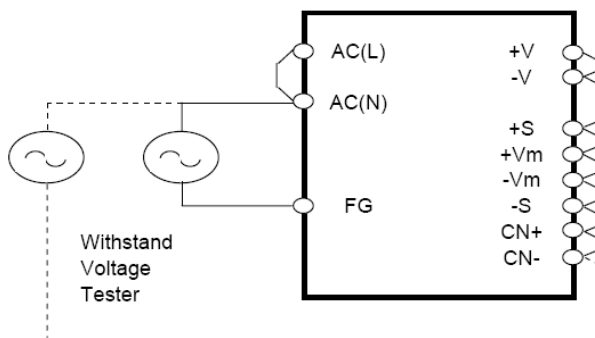 AC(L)
AC(N)
FG
+V
-V
+S
+Vm
-Vm
-S
CN+
CN-
Withstand
Voltage
Tester